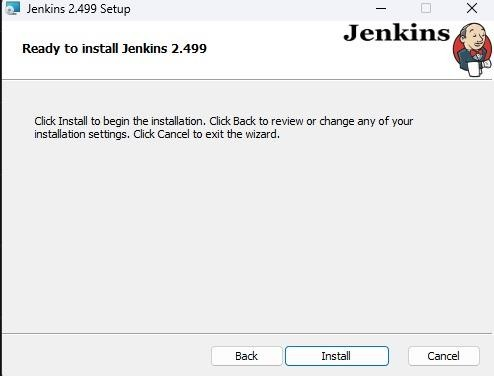 Jenkins 2.499 Setup
Jenkins
Ready to install Jenkins 2.499
Click Install to begin the installation. Click Back to review or change any of your
installation settings. Click Cancel to exit the wizard.
Back Install Cancel